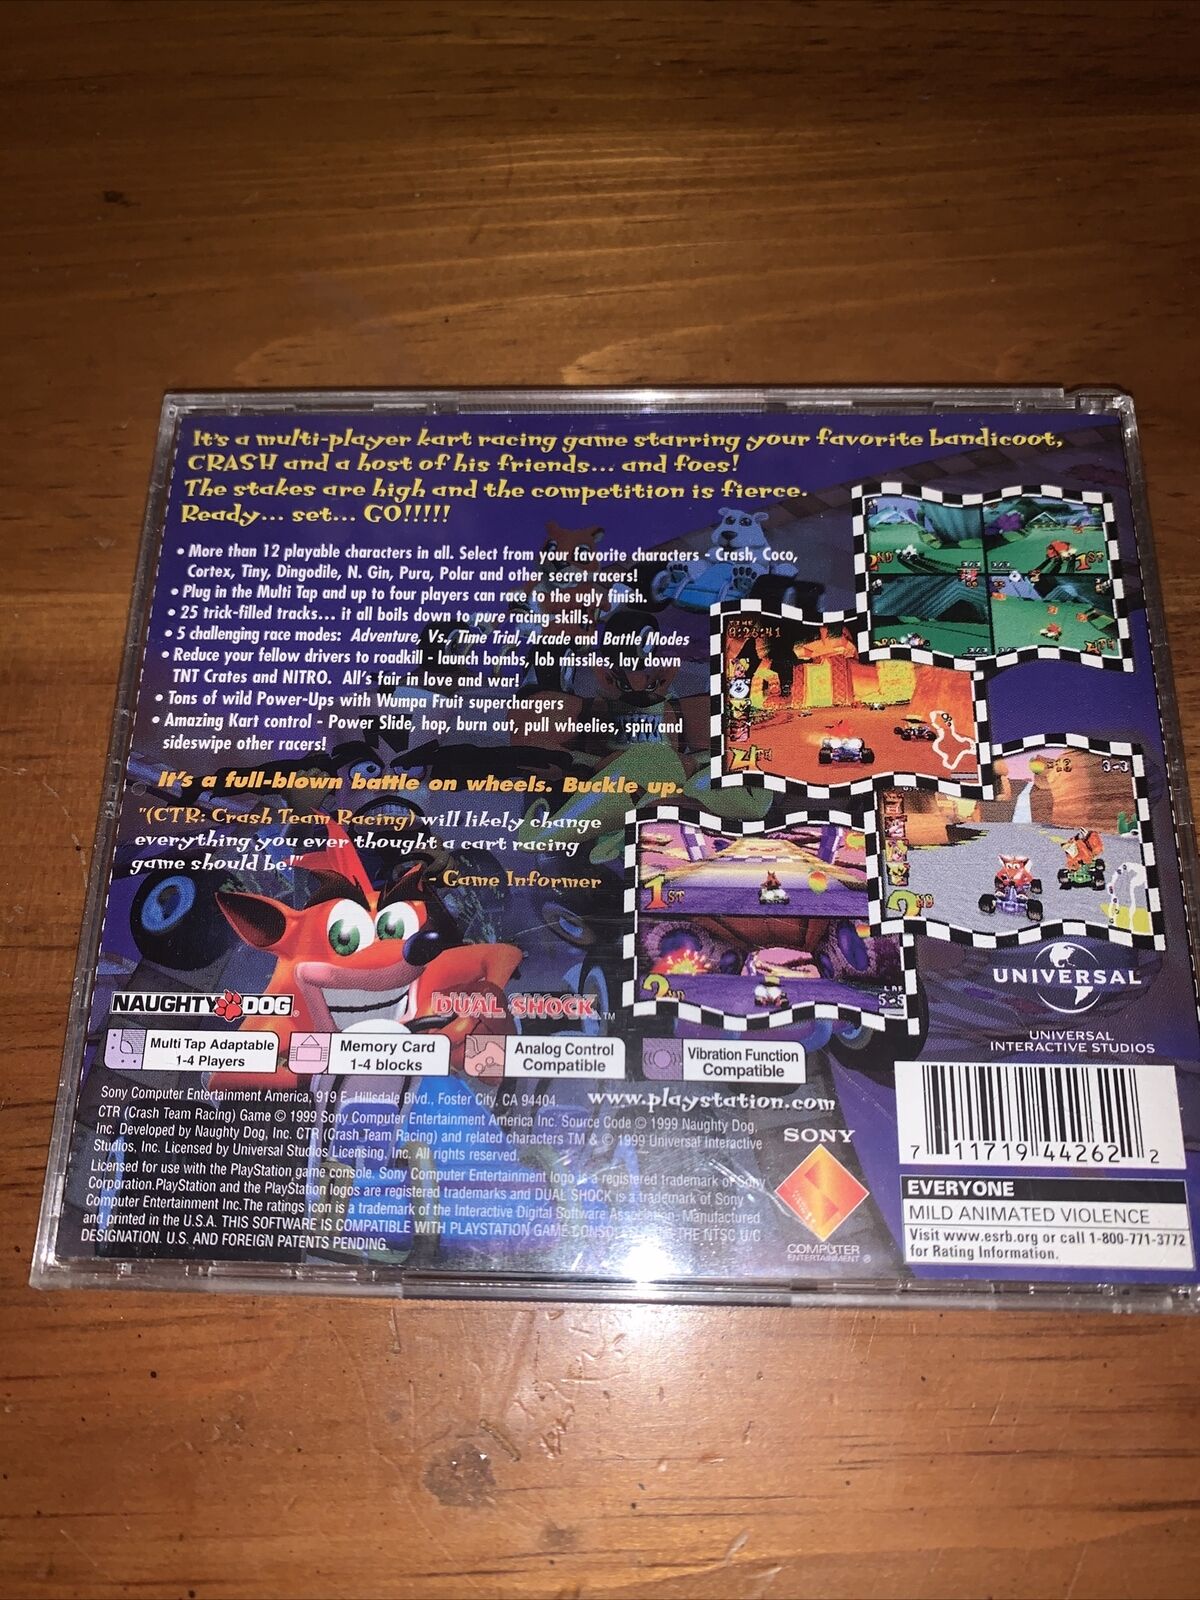 It's a multi-player kart racing game starring your favorite bandicoot,
CRASH and a host of his friends... and foes!
The stakes are high and the competition is fierce.
Ready... set... GO!!!!!
• More than 12 playable characters in all. Select from your favorite characters - Crash, Coco,
Cortex, Tiny, Dingodile, N. Gin, Pura, Polar and other secret racers!
• Plug in the Multi Tap and up to four players can race to the ugly finish.
• 25 trick-filled tracks... it all boils down to pure racing skills.
• 5 challenging race modes: Adventure, Vs., Time Trial, Arcade and Battle Modes
• Reduce your fellow drivers to roadkill - launch bombs, lob missiles, lay down
TNT Crates and NITRO. All's fair in love and war!
• Tons of wild Power-Ups with Wumpa Fruit superchargers
• Amazing Kart control - Power Slide, hop, burn out, pull wheelies, spin and
sideswipe other racers!
It's a full-blown battle on wheels. Buckle up.
"(CTR: Crash Team Racing) will likely change
everything you ever thought a cart racing
game should be!"
- Game Informer
2ND
1ST
4TH
TIME
0:26:41
4TH
3-3
2ND
1ST
2ND
LAP
5-5
NAUGHTY DOG®
DUAL SHOCK™
UNIVERSAL
UNIVERSAL
INTERACTIVE STUDIOS
Multi Tap Adaptable
1-4 Players
Memory Card
1-4 blocks
Analog Control
Compatible
Vibration Function
Compatible
Sony Computer Entertainment America, 919 E. Hillsdale Blvd., Foster City, CA 94404.
www.playstation.com
CTR (Crash Team Racing) Game © 1999 Sony Computer Entertainment America Inc. Source Code © 1999 Naughty Dog,
Inc. Developed by Naughty Dog, Inc. CTR (Crash Team Racing) and related characters TM & © 1999 Universal Interactive
Studios, Inc. Licensed by Universal Studios Licensing, Inc. All rights reserved.
Licensed for use with the PlayStation game console. Sony Computer Entertainment logo is a registered trademark of Sony
Corporation.PlayStation and the PlayStation logos are registered trademarks and DUAL SHOCK is a trademark of Sony
Computer Entertainment Inc.The ratings icon is a trademark of the Interactive Digital Software Association. Manufactured
and printed in the U.S.A. THIS SOFTWARE IS COMPATIBLE WITH PLAYSTATION GAME CONSOLES THE NTSC U/C
DESIGNATION. U.S. AND FOREIGN PATENTS PENDING.
SONY
COMPUTER
ENTERTAINMENT ®
7 11719 44262 2
EVERYONE
MILD ANIMATED VIOLENCE
Visit www.esrb.org or call 1-800-771-3772
for Rating Information.